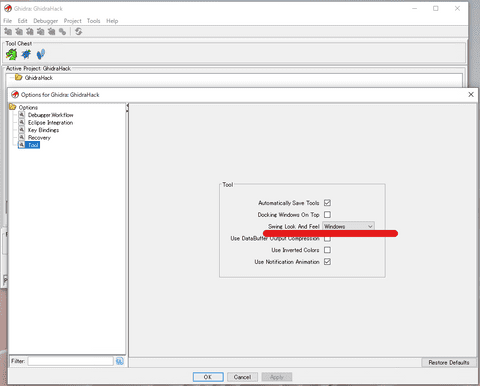 Ghidra: GhidraHack
File Edit Debugger Project Tools Help
Tool Chest
Active Project: GhidraHack
GhidraHack
Options for Ghidra: GhidraHack
Options
Debugger.Workflow
Eclipse Integration
Key Bindings
Recovery
Tool
Tool
Automatically Save Tools
Docking Windows On Top
Swing Look And Feel Windows
Use DataBuffer Output Compression
Use Inverted Colors
Use Notification Animation
Filter:
Restore Defaults
OK Cancel Apply